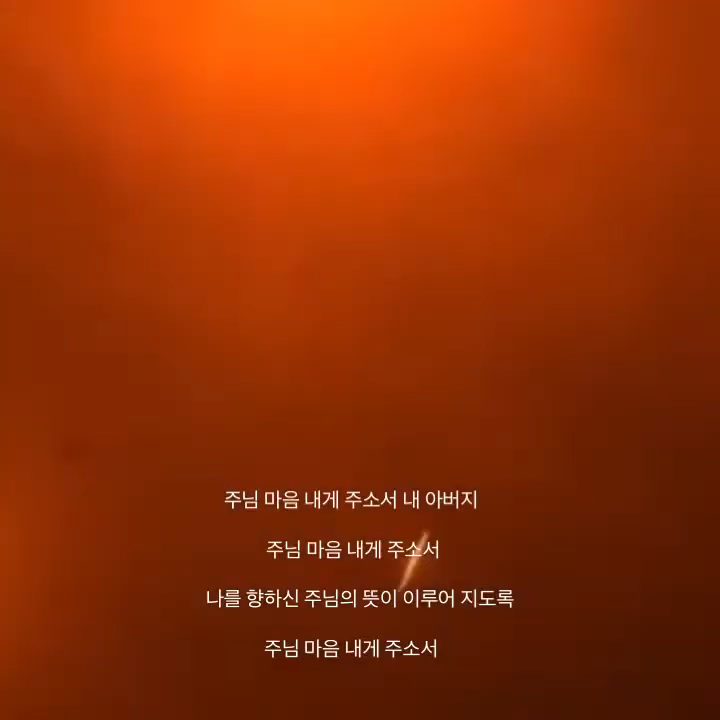 주님 마음 내게 주소서 내 아버지
주님 마음 내게 주소서
나를 향하신 주님의 뜻이 이루어 지도록
주님 마음 내게 주소서